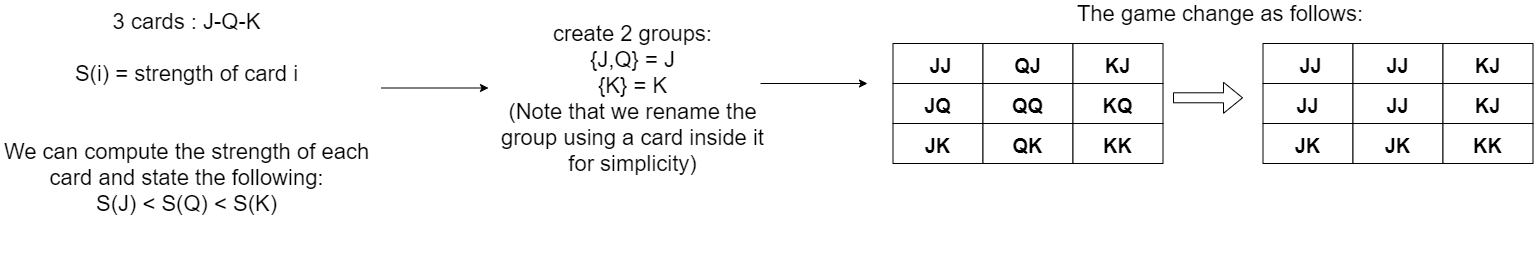 3 cards : J-Q-K
S(i) = strength of card i
We can compute the strength of each
card and state the following:
S(J) < S(Q) < S(K)
create 2 groups:
{J,Q} = J
{K} = K
(Note that we rename the
group using a card inside it
for simplicity)
The game change as follows:
JJ QJ KJ
JQ QQ KQ
JK QK KK
JJ JJ KJ
JJ JJ KJ
JK JK KK